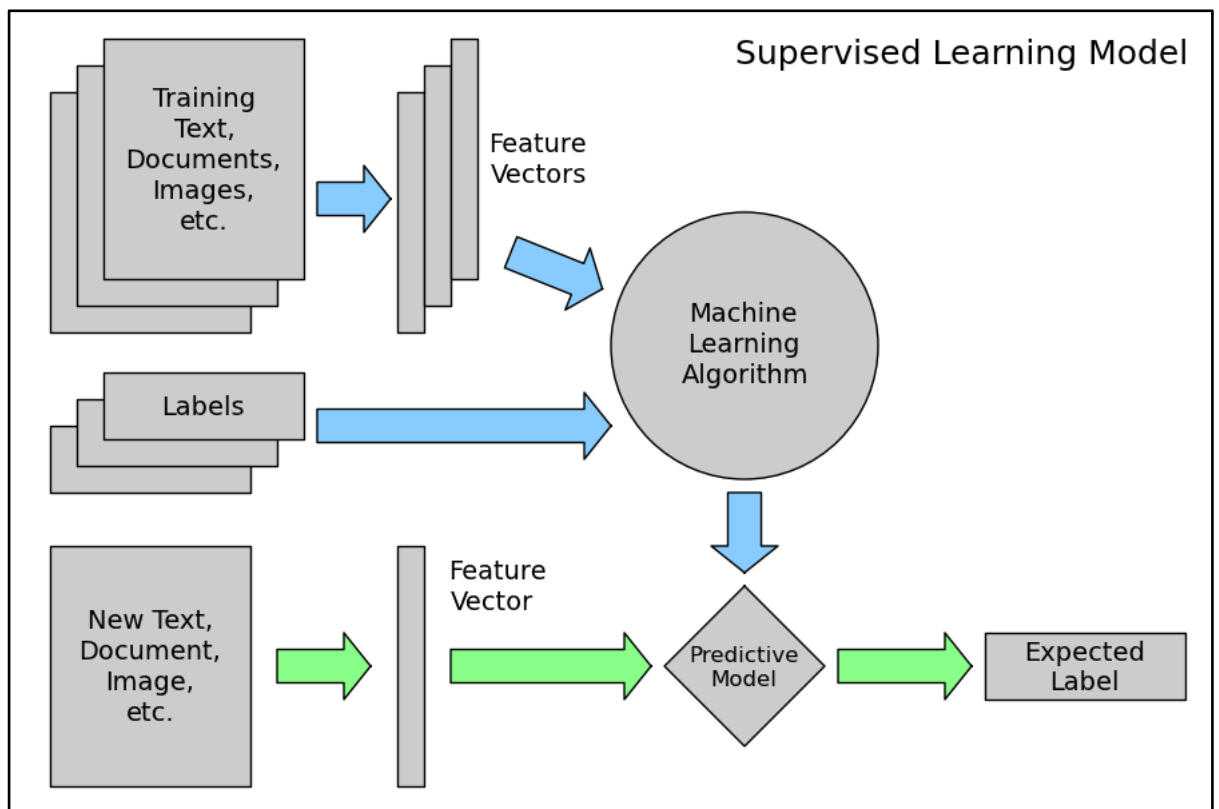 Supervised Learning Model
Training
Text,
Documents,
Images,
etc.
Feature
Vectors
Machine
Learning
Algorithm
Labels
New Text,
Document,
Image,
etc.
Feature
Vector
Predictive
Model
Expected
Label